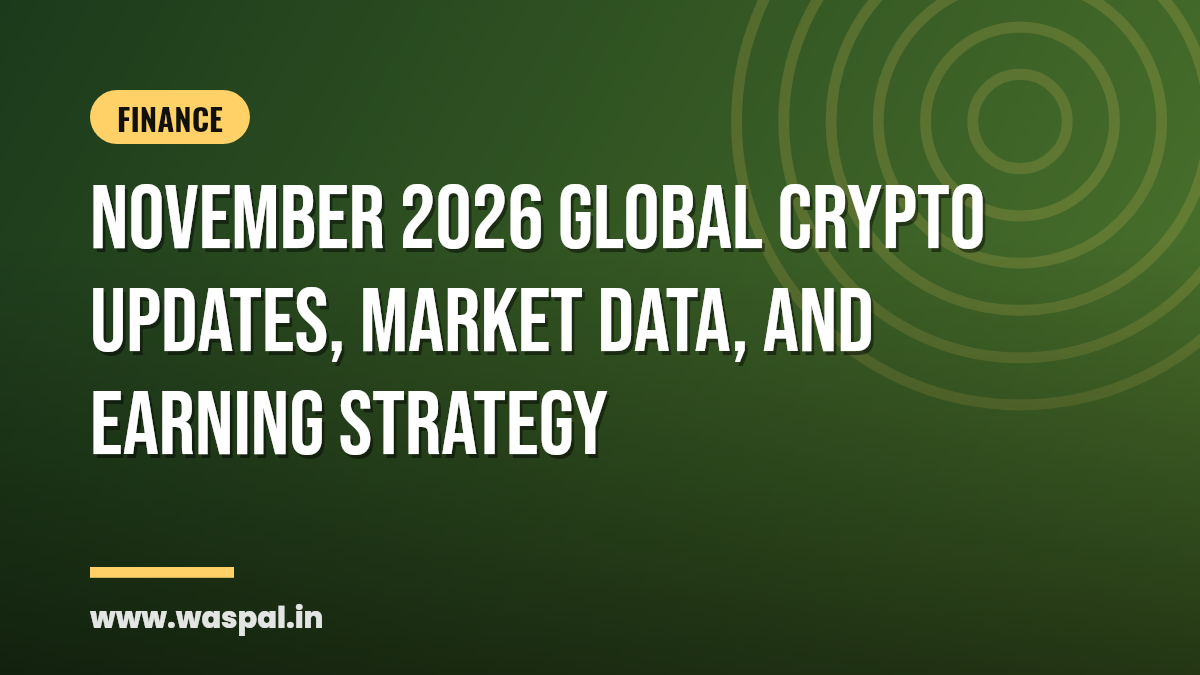 FINANCE
NOVEMBER 2026 GLOBAL CRYPTO
UPDATES, MARKET DATA, AND
EARNING STRATEGY
www.waspal.in